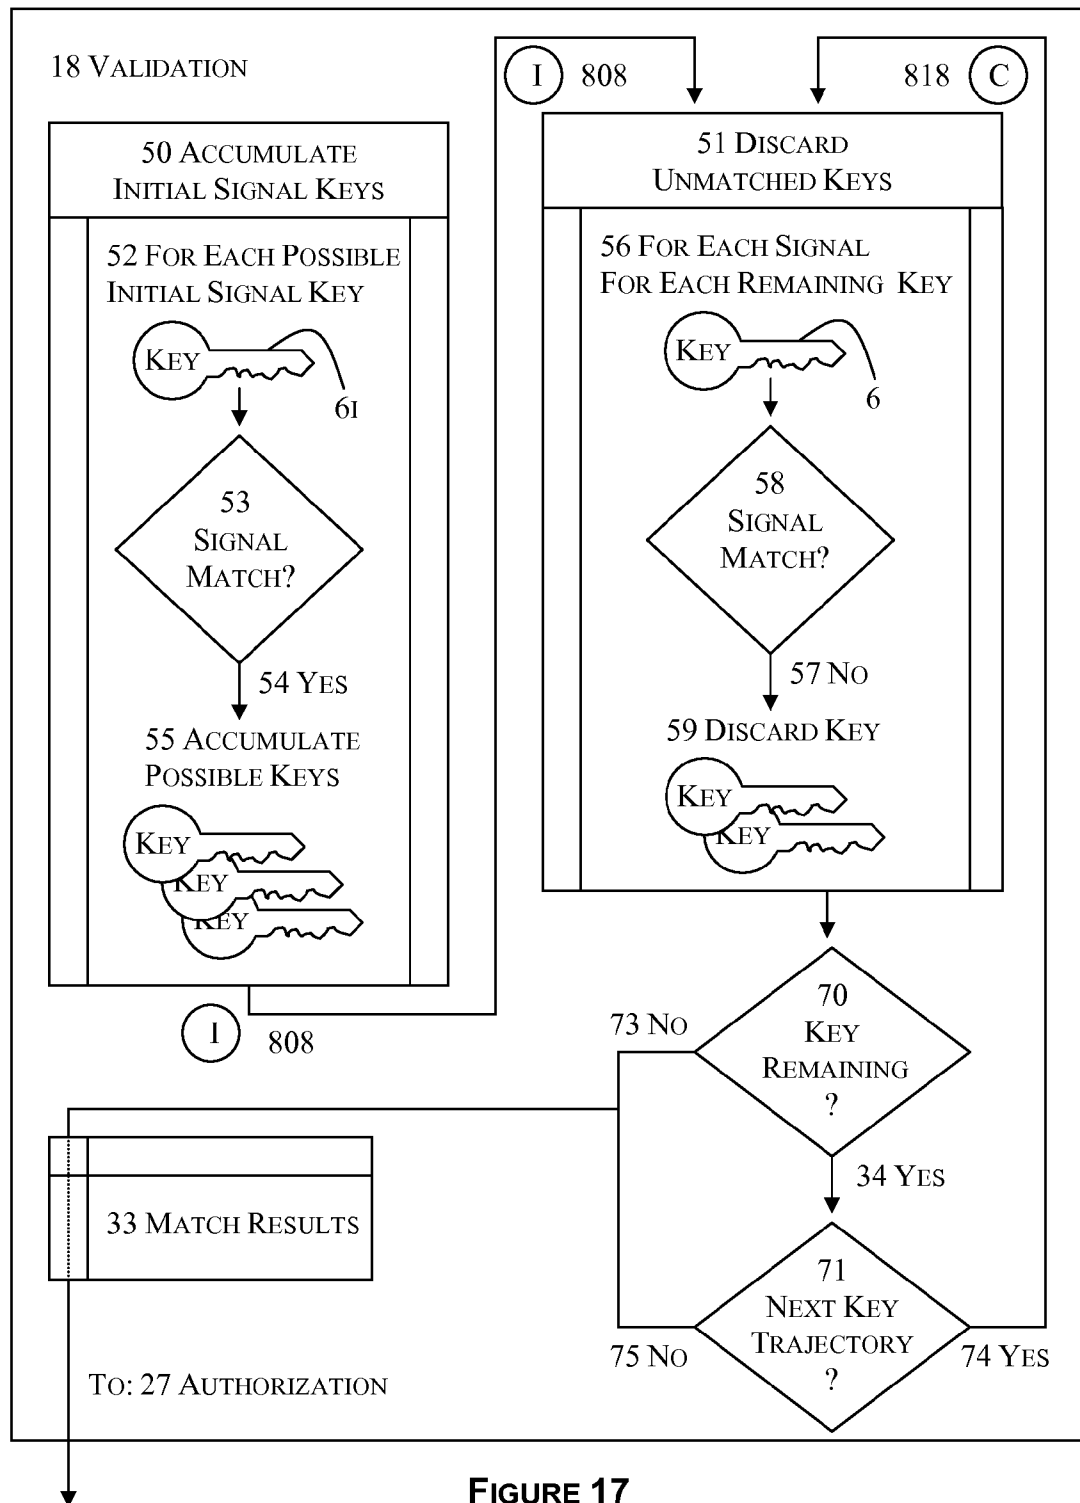 18 VALIDATION
50 ACCUMULATE
INITIAL SIGNAL KEYS
52 FOR EACH POSSIBLE
INITIAL SIGNAL KEY
KEY
6I
53
SIGNAL
MATCH?
54 YES
55 ACCUMULATE
POSSIBLE KEYS
KEY
KEY
KEY
I
808
I
808
818
C
51 DISCARD
UNMATCHED KEYS
56 FOR EACH SIGNAL
FOR EACH REMAINING KEY
KEY
6
58
SIGNAL
MATCH?
57 NO
59 DISCARD KEY
KEY
KEY
70
KEY
REMAINING
?
73 NO
34 YES
71
NEXT KEY
TRAJECTORY
?
75 NO
74 YES
33 MATCH RESULTS
TO: 27 AUTHORIZATION
FIGURE 17